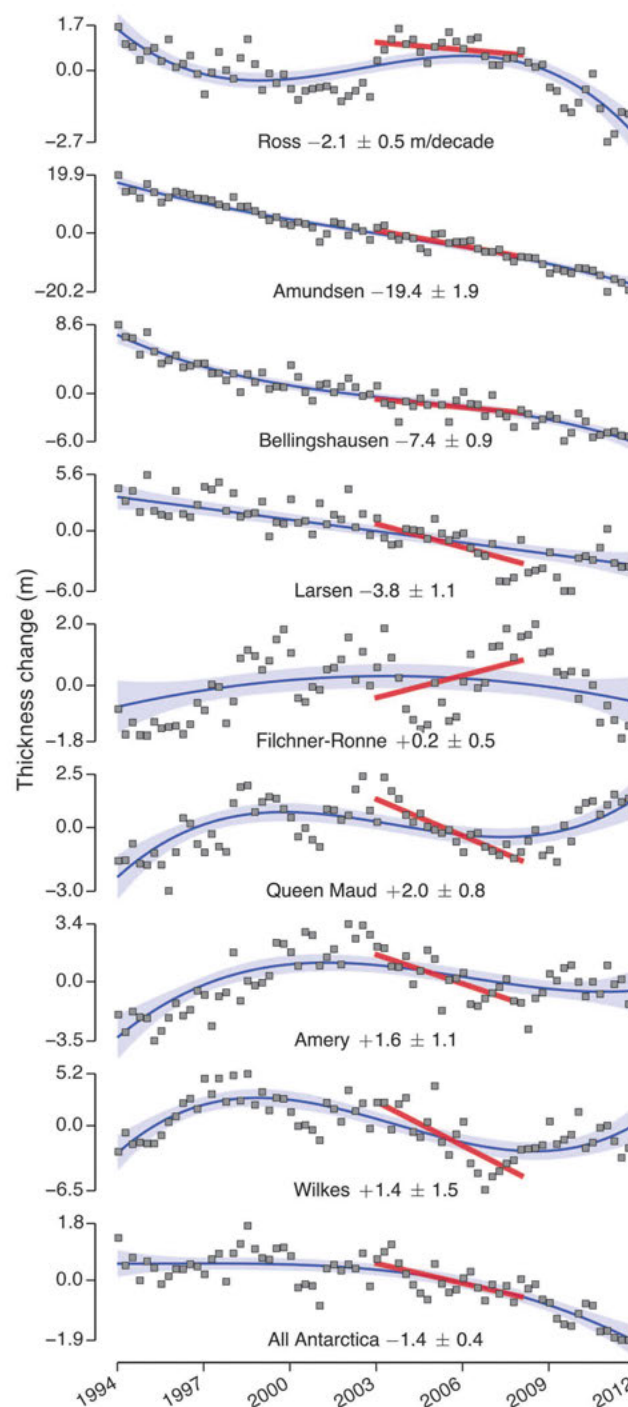 1.7
0.0
−2.7
Ross −2.1 ± 0.5 m/decade
19.9
0.0
−20.2
Amundsen −19.4 ± 1.9
8.6
0.0
−6.0
Bellingshausen −7.4 ± 0.9
5.6
0.0
−6.0
Larsen −3.8 ± 1.1
Thickness change (m)
2.0
0.0
−1.8
Filchner-Ronne +0.2 ± 0.5
2.5
0.0
−3.0
Queen Maud +2.0 ± 0.8
3.4
0.0
−3.5
Amery +1.6 ± 1.1
5.2
0.0
−6.5
Wilkes +1.4 ± 1.5
1.8
0.0
−1.9
All Antarctica −1.4 ± 0.4
1994 1997 2000 2003 2006 2009 2012